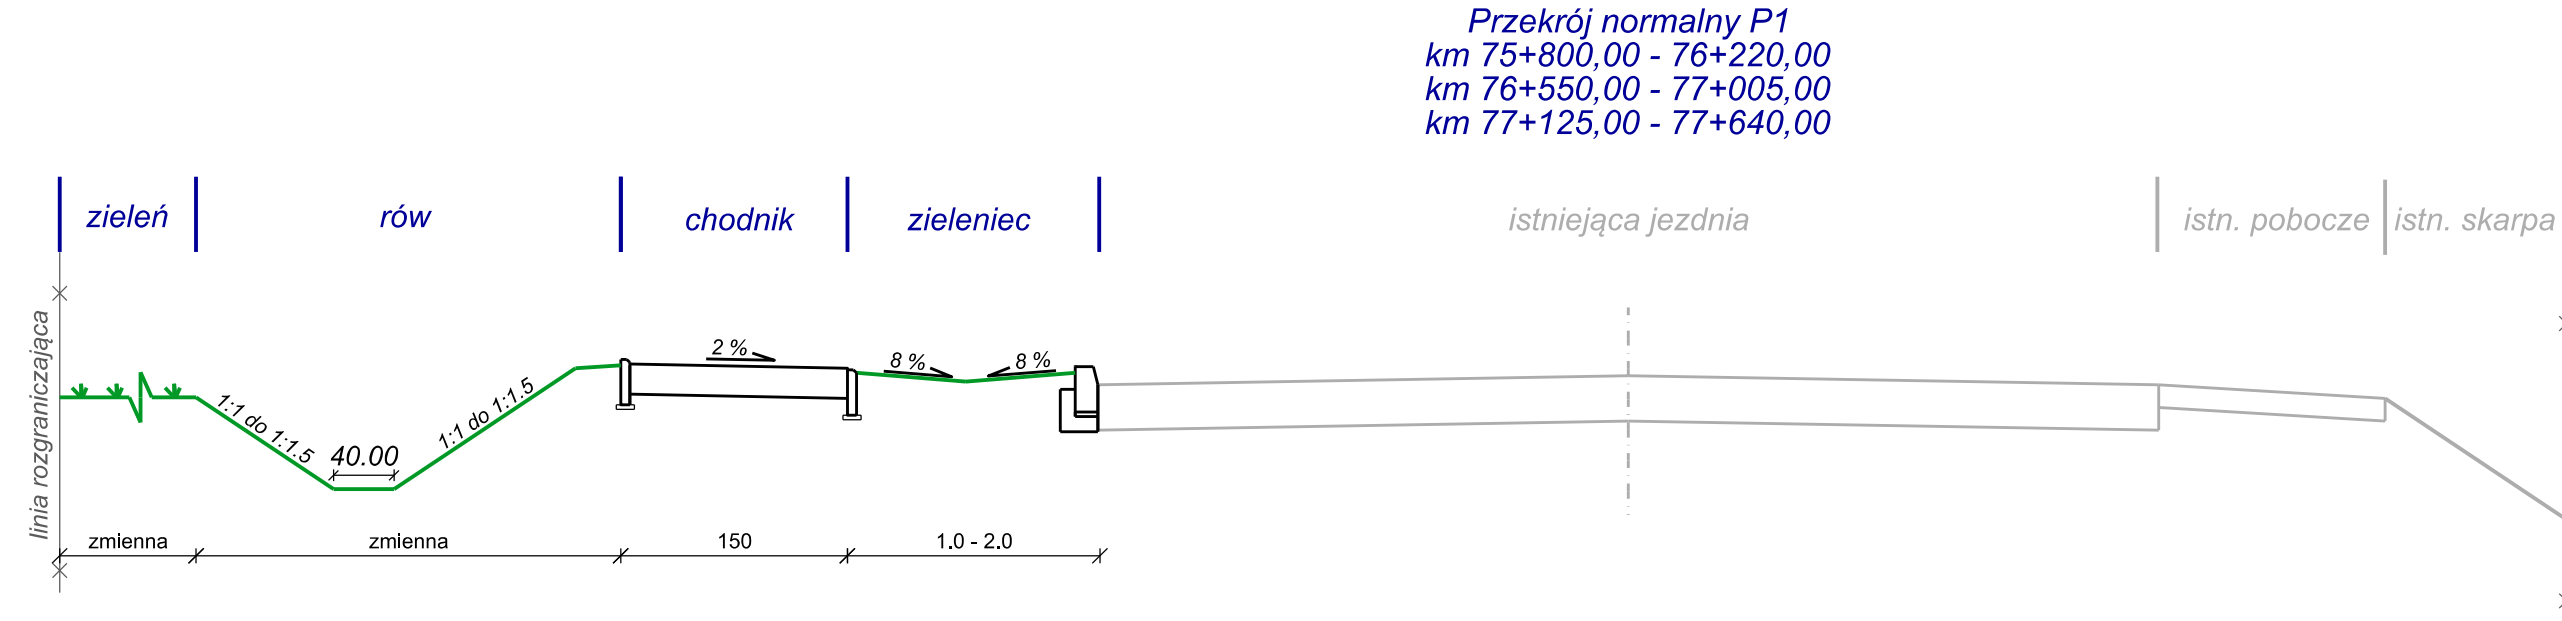 Przekrój normalny P1
km 75+800,00 - 76+220,00
km 76+550,00 - 77+005,00
km 77+125,00 - 77+640,00
zieleń
rów
chodnik
zieleniec
istniejąca jezdnia
istn. pobocze
istn. skarpa
linia rozgraniczająca
1:1 do 1:1.5
40.00
1:1 do 1:1.5
2 %
8 %
8 %
zmienna
zmienna
150
1.0 - 2.0